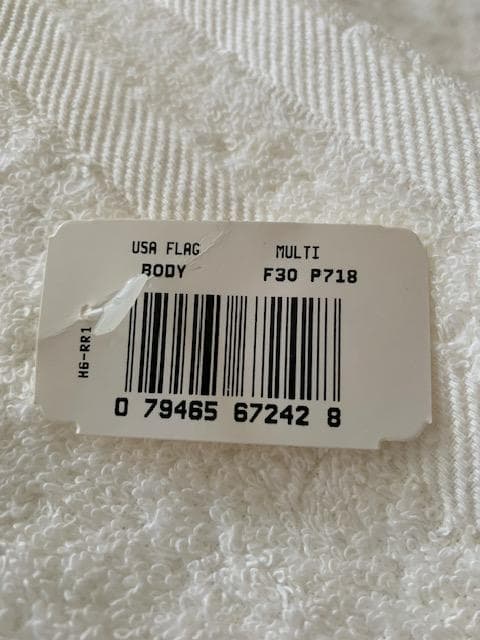 USA FLAG MULTI
BODY F30 P718
H6-RR1
0 79465 67242 8